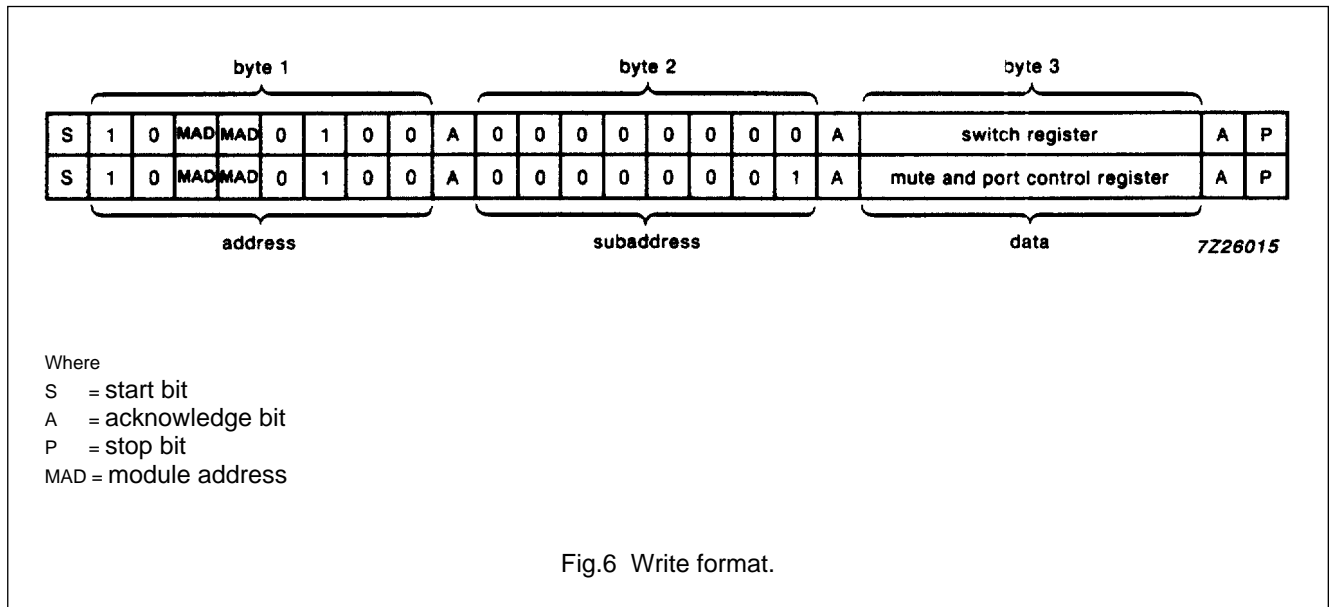 byte 1 byte 2 byte 3
S 1 0 MAD MAD 0 1 0 0 A 0 0 0 0 0 0 0 0 A switch register A P
S 1 0 MAD MAD 0 1 0 0 A 0 0 0 0 0 0 0 1 A mute and port control register A P
address subaddress data 7Z26015
Where
S = start bit
A = acknowledge bit
P = stop bit
MAD = module address
Fig.6 Write format.